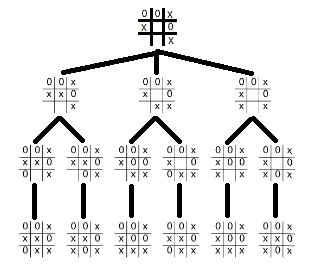 0 0 X
X 0
X
0 0 x 0 0 x 0 0 x
x x 0 x 0 x 0
x x x x x
0 0 x 0 0 x 0 0 x 0 0 x 0 0 x 0 0 x
x x 0 x x 0 x 0 0 x 0 x 0 0 x 0
0 x 0 x x x 0 x x x x x 0 x
0 0 x 0 0 x 0 0 x 0 0 x 0 0 x 0 0 x
x x 0 x x 0 x 0 0 x x 0 x 0 0 x x 0
0 x x x 0 x x x x 0 x x x x x x 0 x